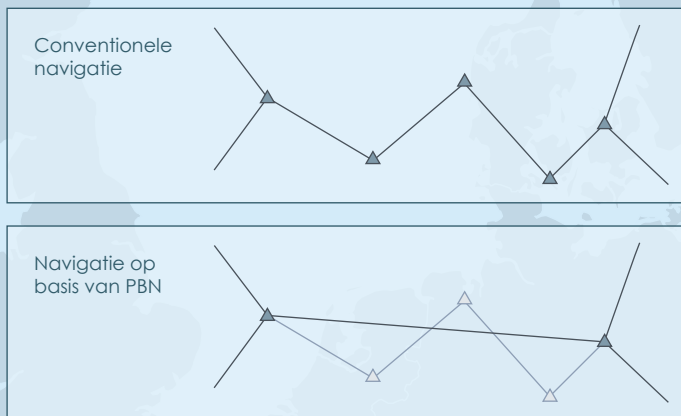 Conventionele
navigatie
Navigatie op
basis van PBN